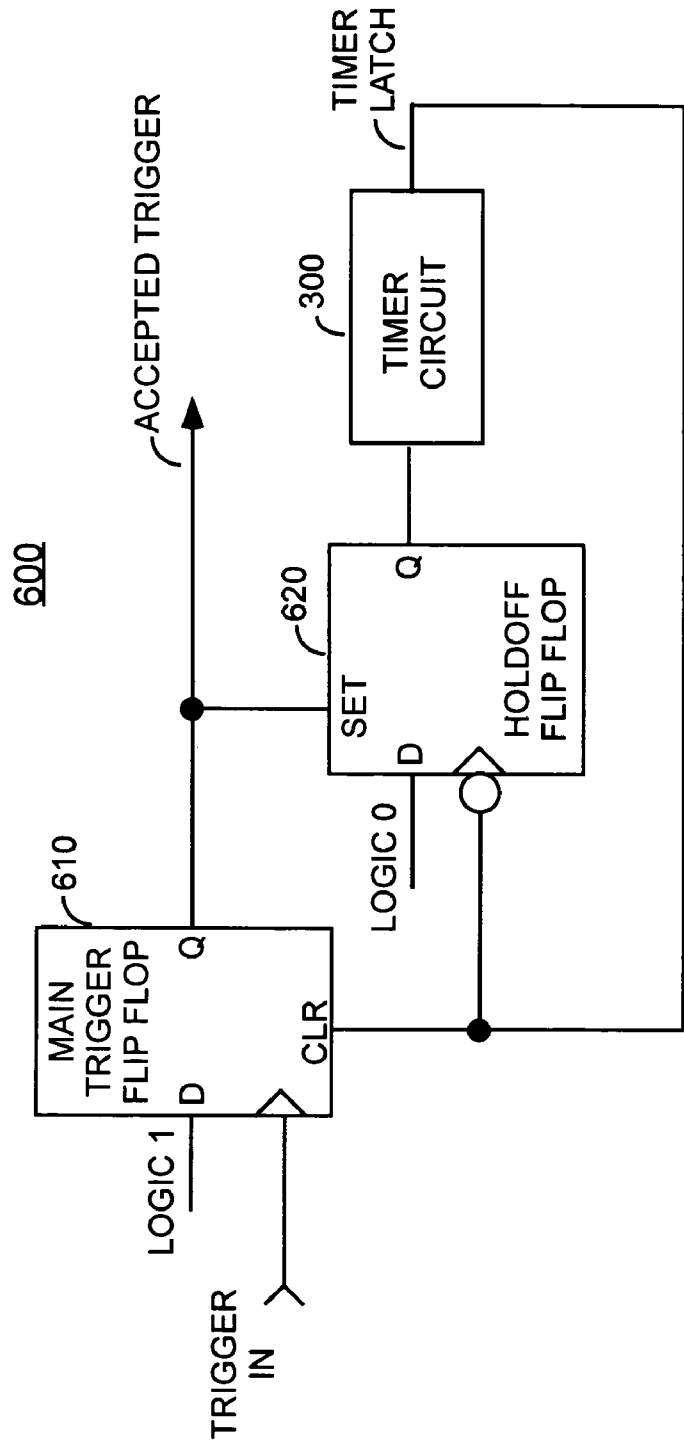 600
ACCEPTED TRIGGER
610
MAIN
TRIGGER
FLIP FLOP
LOGIC 1
D
Q
CLR
TRIGGER
IN
620
SET
LOGIC 0
D
Q
HOLDOFF
FLIP FLOP
300
TIMER
CIRCUIT
TIMER
LATCH